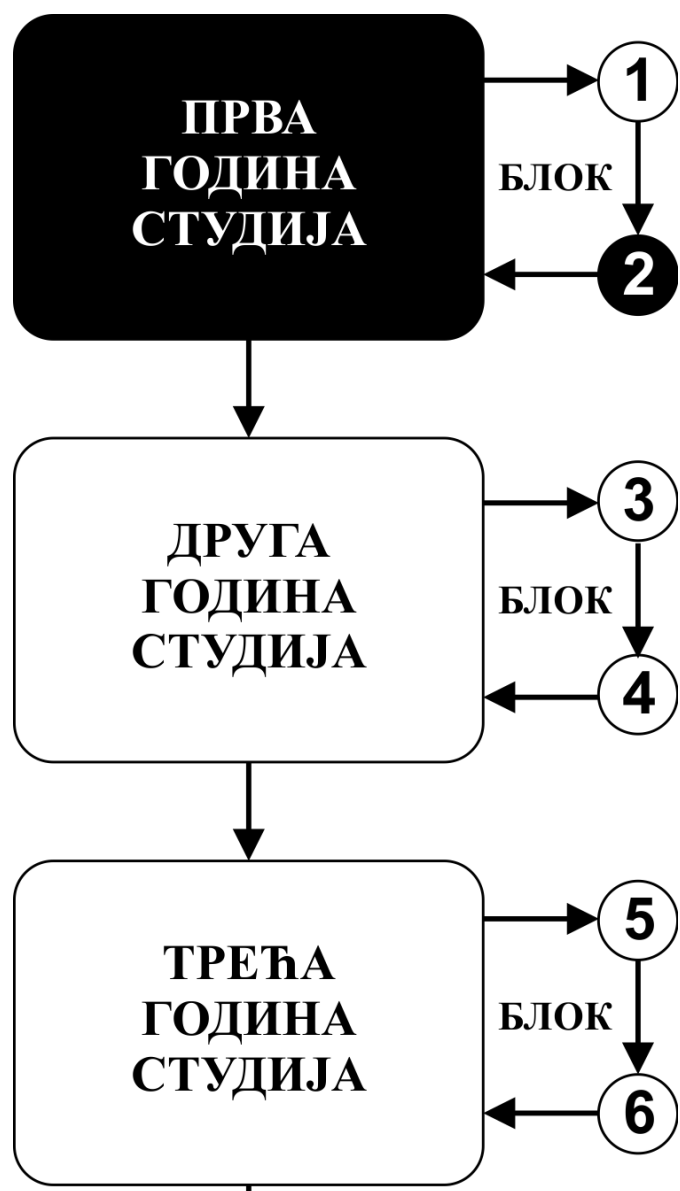 ПРВА
ГОДИНА
СТУДИЈА
1
БЛОК
2
ДРУГА
ГОДИНА
СТУДИЈА
3
БЛОК
4
ТРЕЋА
ГОДИНА
СТУДИЈА
5
БЛОК
6